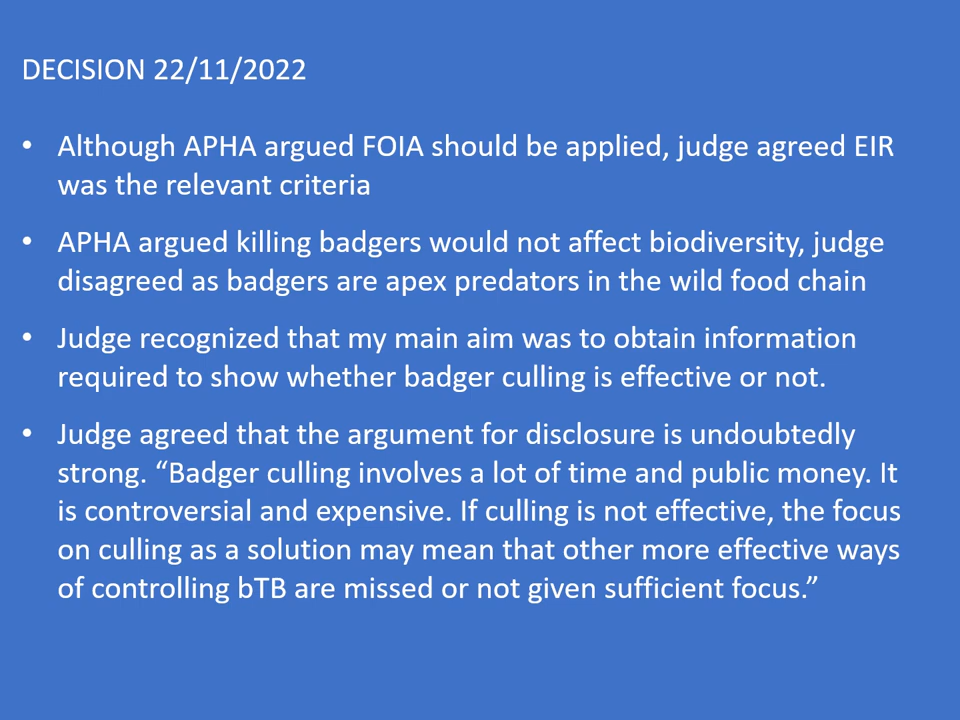 DECISION 22/11/2022
• Although APHA argued FOIA should be applied, judge agreed EIR
was the relevant criteria
• APHA argued killing badgers would not affect biodiversity, judge
disagreed as badgers are apex predators in the wild food chain
• Judge recognized that my main aim was to obtain information
required to show whether badger culling is effective or not.
• Judge agreed that the argument for disclosure is undoubtedly
strong. “Badger culling involves a lot of time and public money. It
is controversial and expensive. If culling is not effective, the focus
on culling as a solution may mean that other more effective ways
of controlling bTB are missed or not given sufficient focus.”